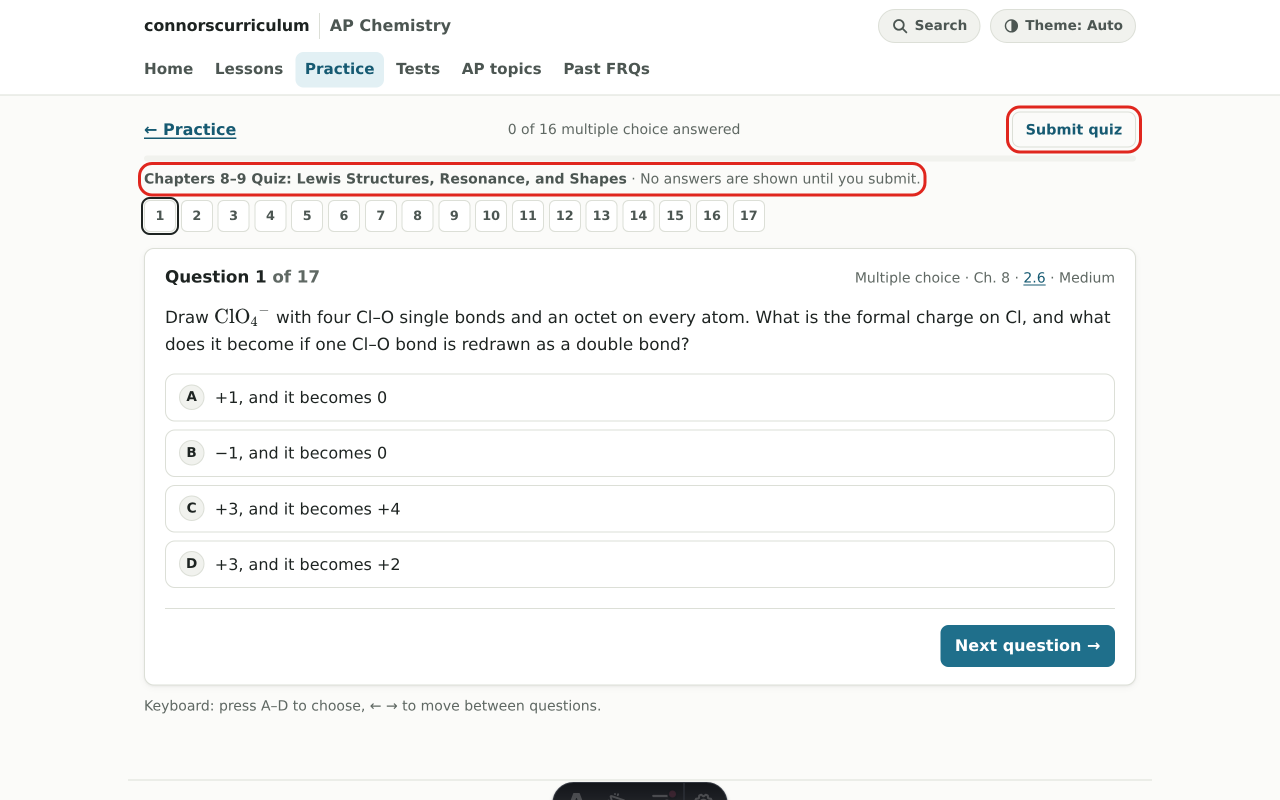 connorscurriculum AP Chemistry Search Theme: Auto
Home Lessons Practice Tests AP topics Past FRQs
← Practice 0 of 16 multiple choice answered Submit quiz
Chapters 8–9 Quiz: Lewis Structures, Resonance, and Shapes · No answers are shown until you submit.
1 2 3 4 5 6 7 8 9 10 11 12 13 14 15 16 17
Question 1 of 17 Multiple choice · Ch. 8 · 2.6 · Medium
Draw ClO₄⁻ with four Cl–O single bonds and an octet on every atom. What is the formal charge on Cl, and what
does it become if one Cl–O bond is redrawn as a double bond?
A +1, and it becomes 0
B −1, and it becomes 0
C +3, and it becomes +4
D +3, and it becomes +2
Next question →
Keyboard: press A–D to choose, ← → to move between questions.